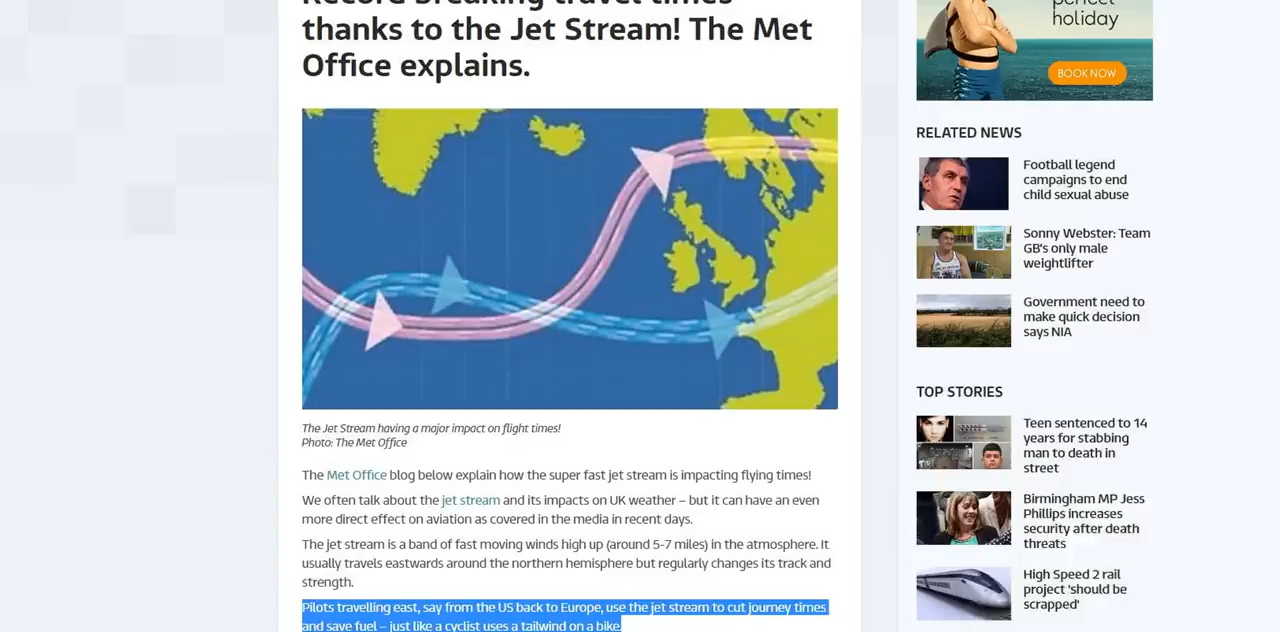 Record breaking travel times
thanks to the Jet Stream! The Met
Office explains.
The Jet Stream having a major impact on flight times!
Photo: The Met Office
The Met Office blog below explain how the super fast jet stream is impacting flying times!
We often talk about the jet stream and its impacts on UK weather – but it can have an even
more direct effect on aviation as covered in the media in recent days.
The jet stream is a band of fast moving winds high up (around 5-7 miles) in the atmosphere. It
usually travels eastwards around the northern hemisphere but regularly changes its track and
strength.
Pilots travelling east, say from the US back to Europe, use the jet stream to cut journey times
and save fuel – just like a cyclist uses a tailwind on a bike.
perfect
holiday
BOOK NOW
RELATED NEWS
Football legend
campaigns to end
child sexual abuse
Sonny Webster: Team
GB's only male
weightlifter
Government need to
make quick decision
says NIA
TOP STORIES
Teen sentenced to 14
years for stabbing
man to death in
street
Birmingham MP Jess
Phillips increases
security after death
threats
High Speed 2 rail
project 'should be
scrapped'